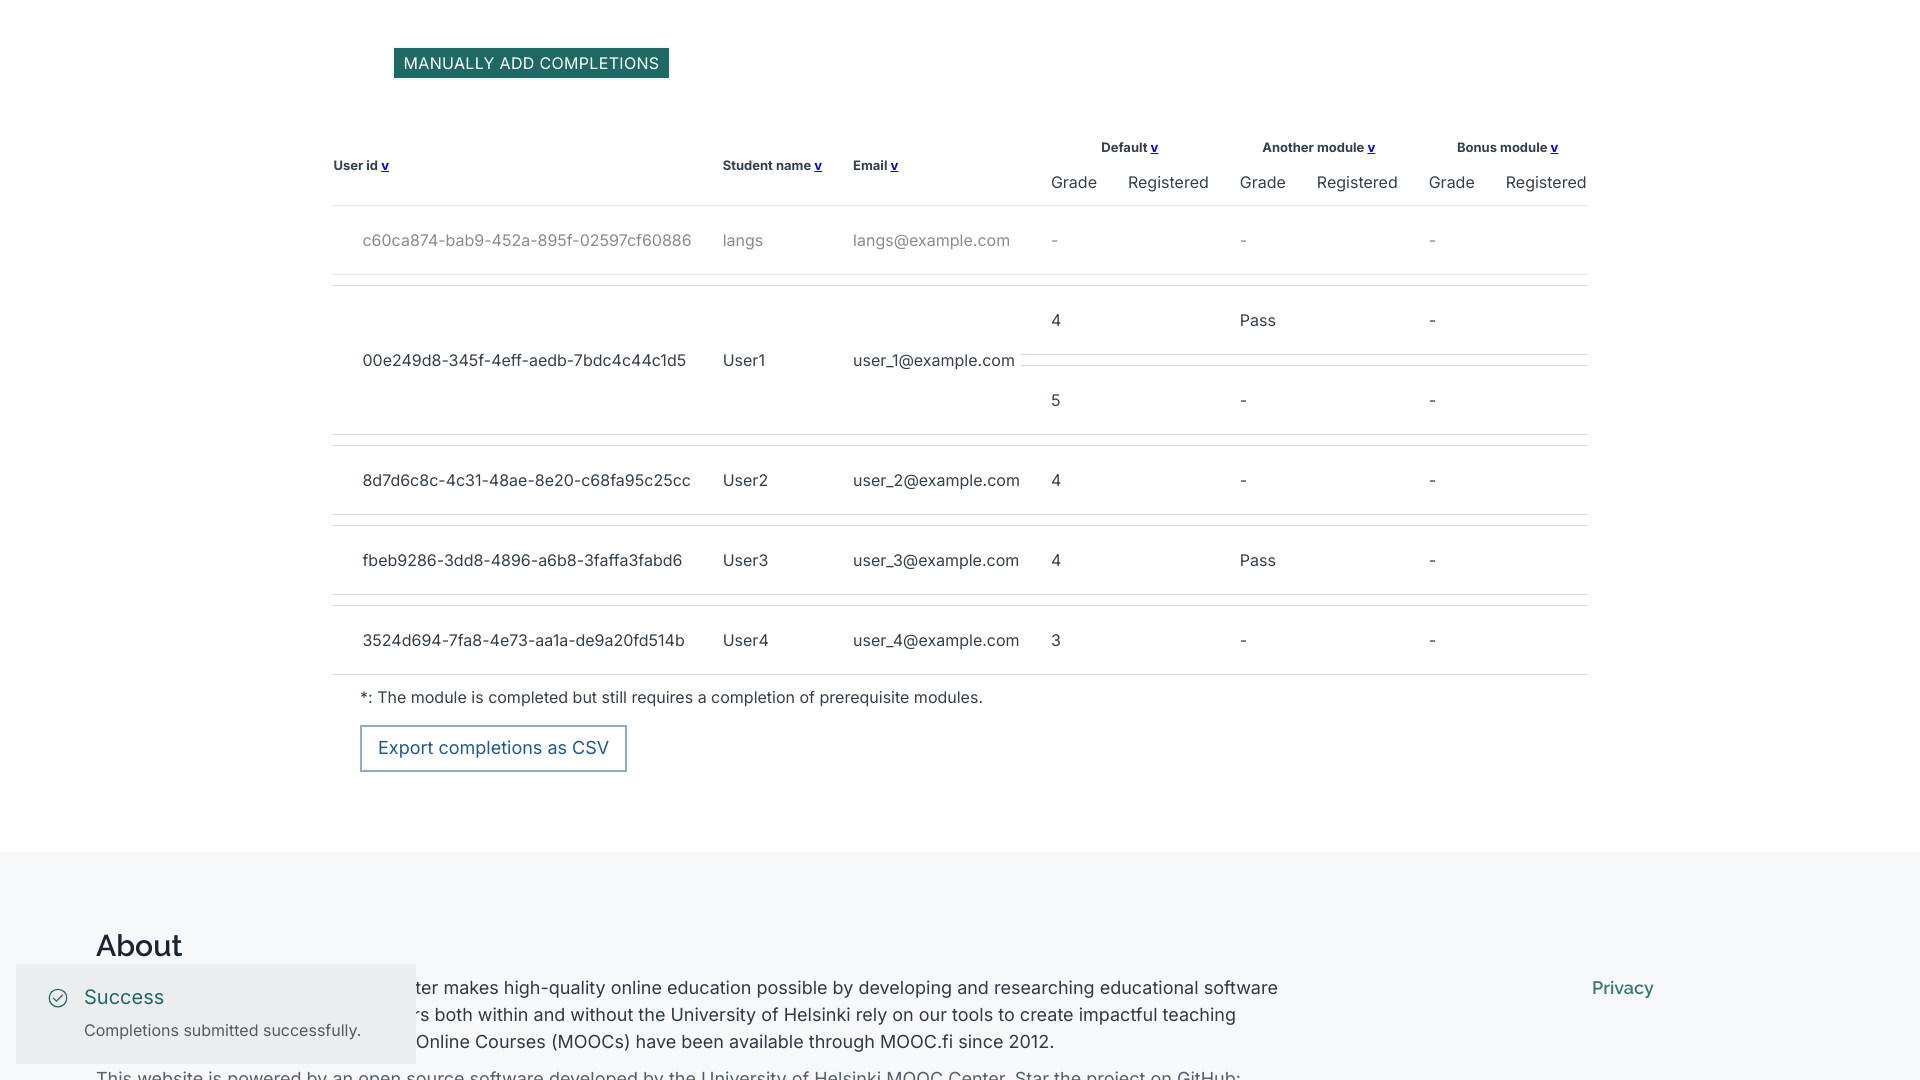 MANUALLY ADD COMPLETIONS
User id v Student name v Email v Default v Another module v Bonus module v
Grade Registered Grade Registered Grade Registered
c60ca874-bab9-452a-895f-02597cf60886 langs langs@example.com - - -
4 Pass -
00e249d8-345f-4eff-aedb-7bdc4c44c1d5 User1 user_1@example.com
5 - -
8d7d6c8c-4c31-48ae-8e20-c68fa95c25cc User2 user_2@example.com 4 - -
fbeb9286-3dd8-4896-a6b8-3faffa3fabd6 User3 user_3@example.com 4 Pass -
3524d694-7fa8-4e73-aa1a-de9a20fd514b User4 user_4@example.com 3 - -
*: The module is completed but still requires a completion of prerequisite modules.
Export completions as CSV
About
Success
Completions submitted successfully.
ter makes high-quality online education possible by developing and researching educational software
rs both within and without the University of Helsinki rely on our tools to create impactful teaching
Online Courses (MOOCs) have been available through MOOC.fi since 2012.
Privacy
This website is powered by an open source software developed by the University of Helsinki MOOC Center. Star the project on GitHub: